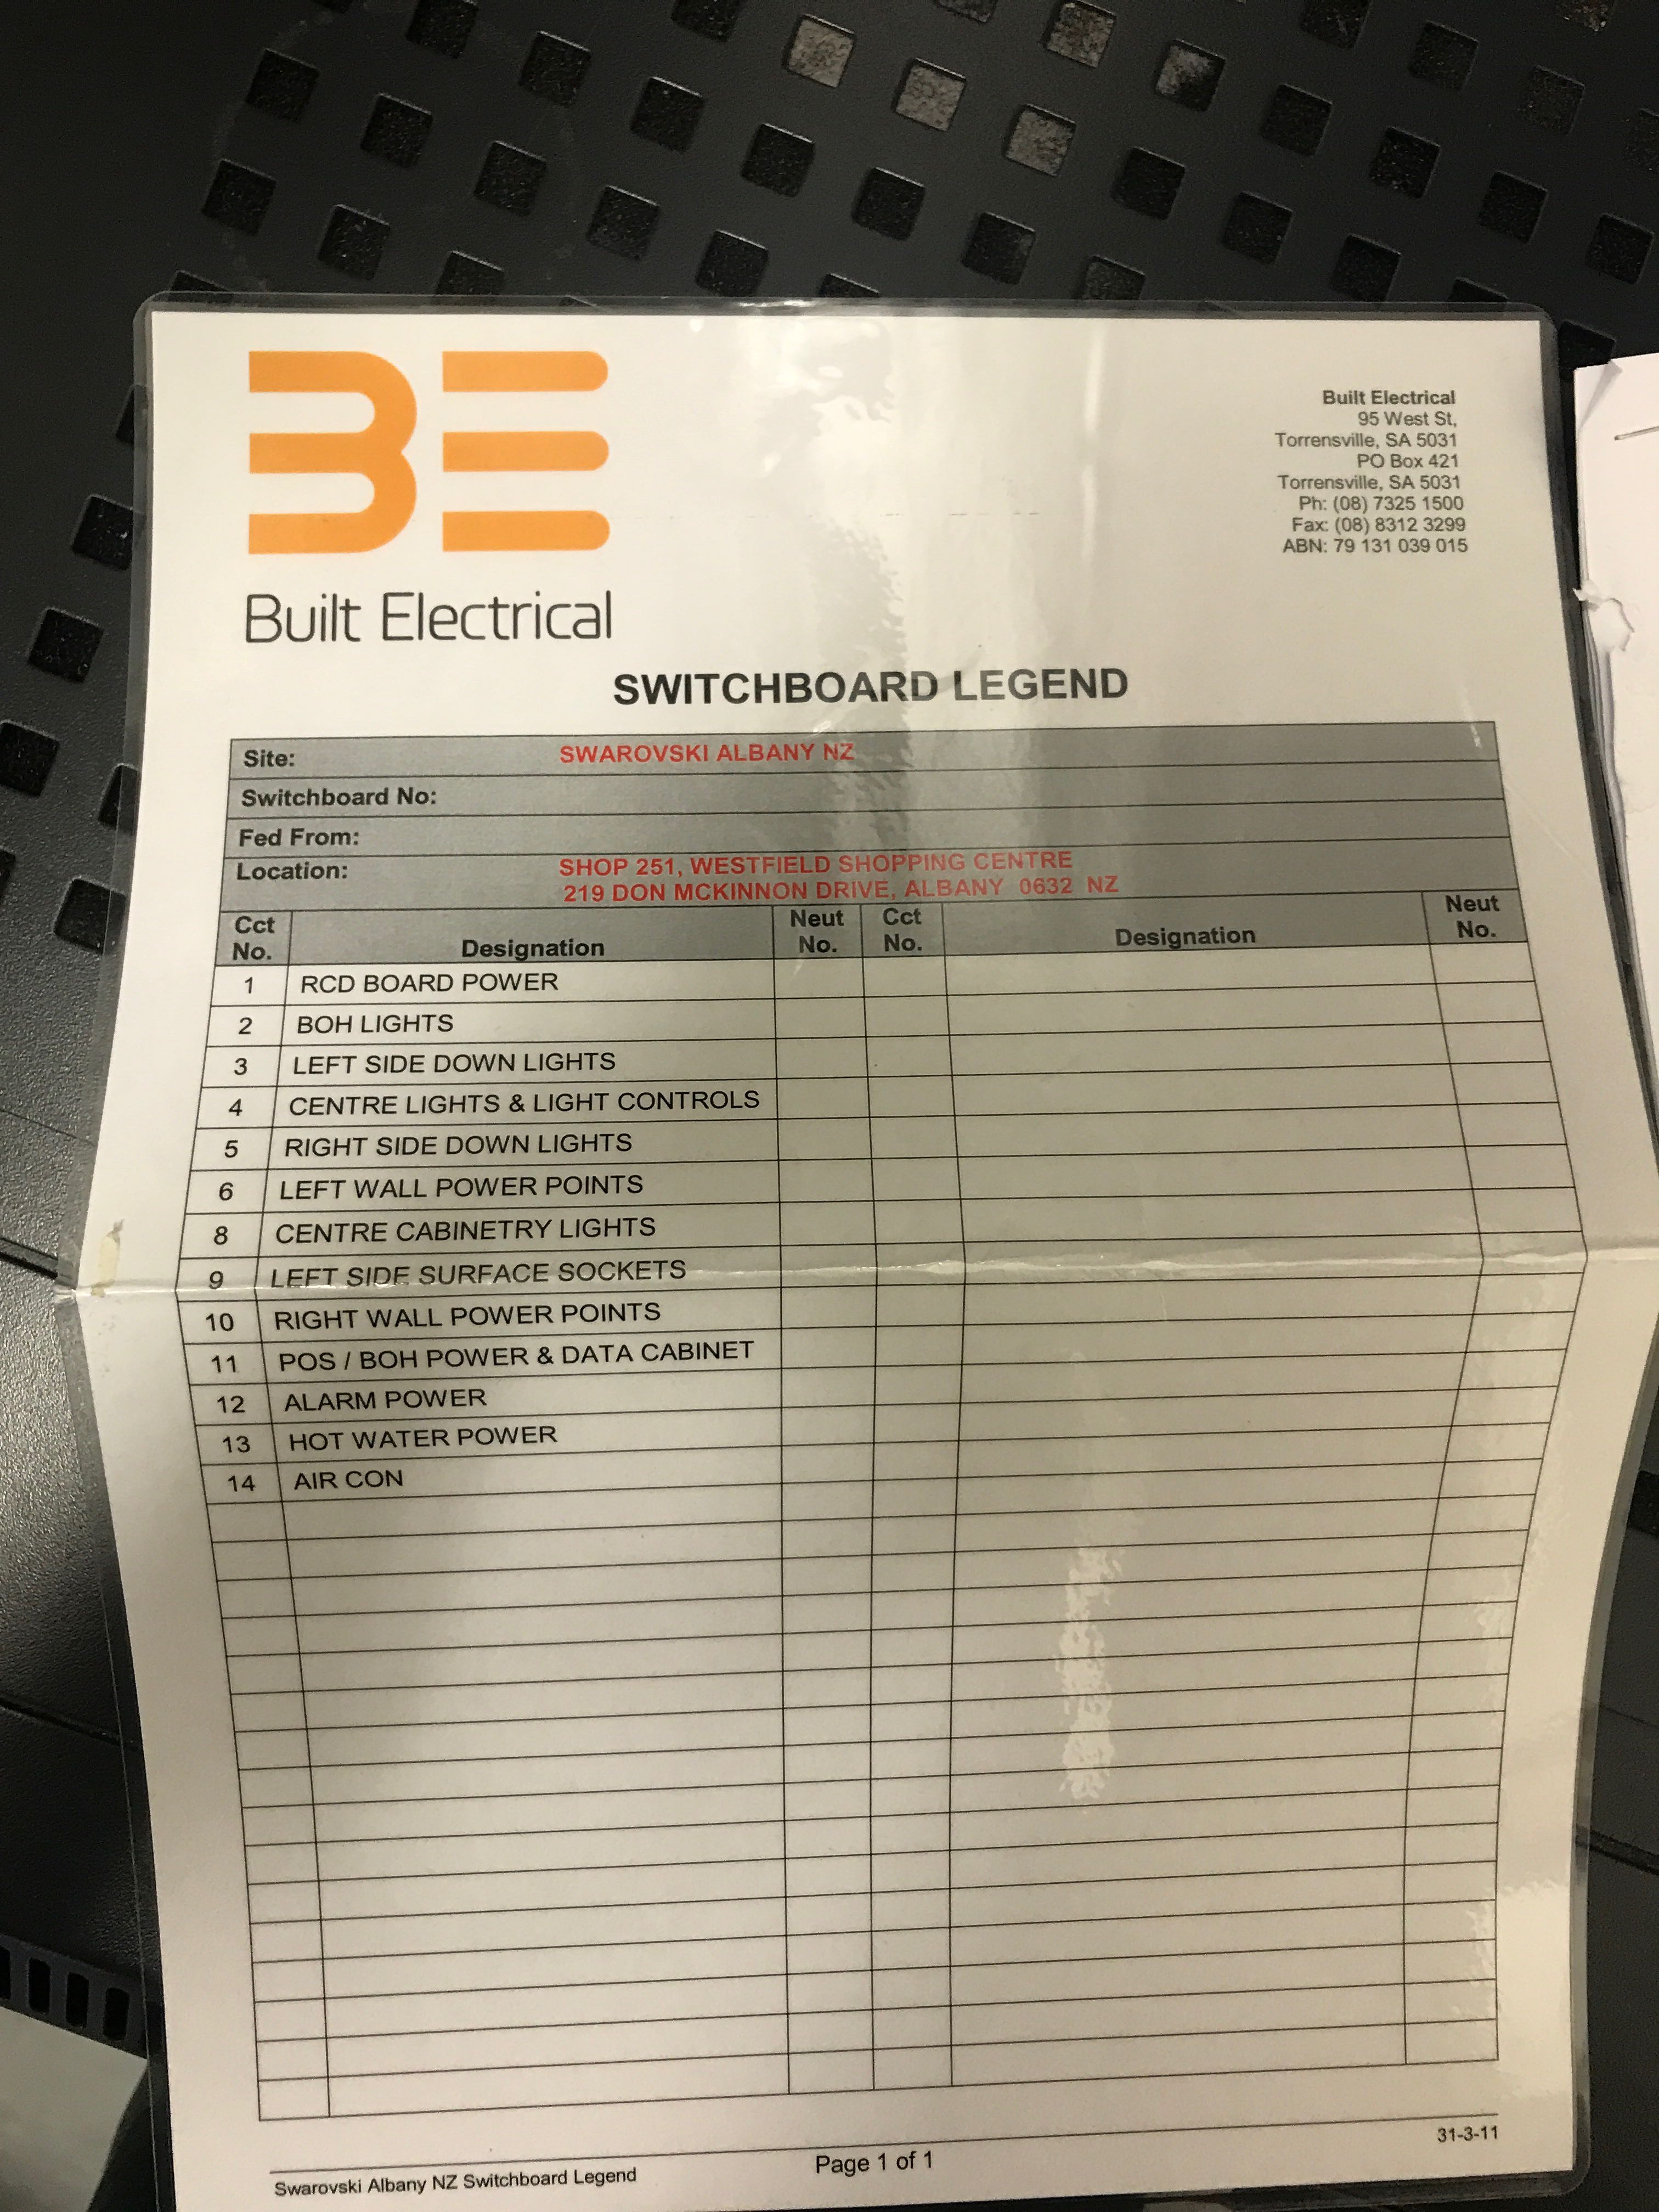 BE
Built Electrical
Built Electrical
95 West St,
Torrensville, SA 5031
PO Box 421
Torrensville, SA 5031
Ph: (08) 7325 1500
Fax: (08) 8312 3299
ABN: 79 131 039 015
SWITCHBOARD LEGEND
Site: SWAROVSKI ALBANY NZ
Switchboard No:
Fed From:
Location: SHOP 251, WESTFIELD SHOPPING CENTRE
219 DON MCKINNON DRIVE, ALBANY 0632 NZ
Cct No. Designation Neut No. Cct No. Designation Neut No.
1 RCD BOARD POWER
2 BOH LIGHTS
3 LEFT SIDE DOWN LIGHTS
4 CENTRE LIGHTS & LIGHT CONTROLS
5 RIGHT SIDE DOWN LIGHTS
6 LEFT WALL POWER POINTS
8 CENTRE CABINETRY LIGHTS
9 LEFT SIDE SURFACE SOCKETS
10 RIGHT WALL POWER POINTS
11 POS / BOH POWER & DATA CABINET
12 ALARM POWER
13 HOT WATER POWER
14 AIR CON
Swarovski Albany NZ Switchboard Legend Page 1 of 1 31-3-11